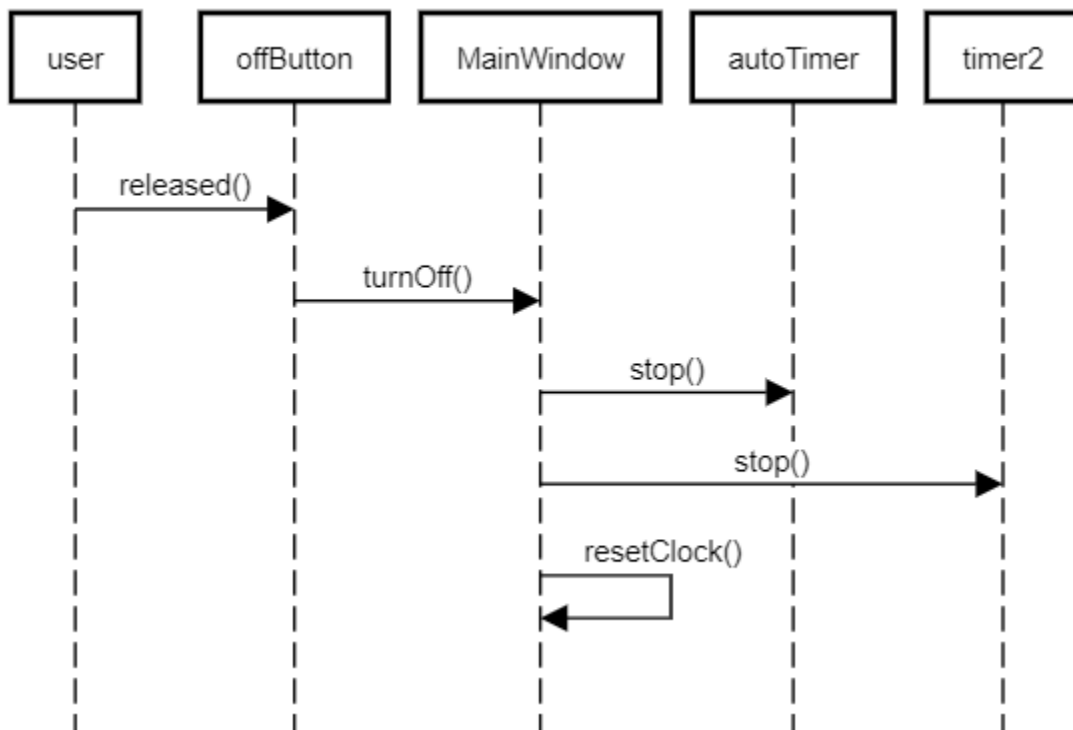 user
offButton
MainWindow
autoTimer
timer2
released()
turnOff()
stop()
stop()
resetClock()